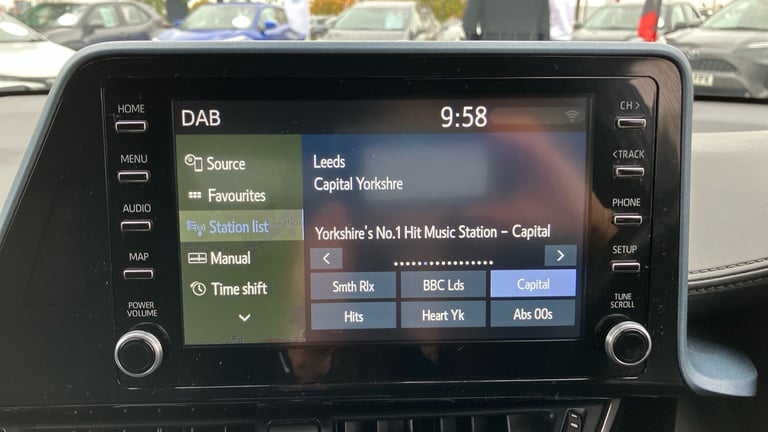 DAB
9:58
HOME
MENU
AUDIO
MAP
POWER
VOLUME
Source
Favourites
Station list
Manual
Time shift
Leeds
Capital Yorkshre
Yorkshire's No.1 Hit Music Station – Capital
<
>
Smth Rlx
BBC Lds
Capital
Hits
Heart Yk
Abs 00s
CH >
< TRACK
PHONE
SETUP
TUNE
SCROLL